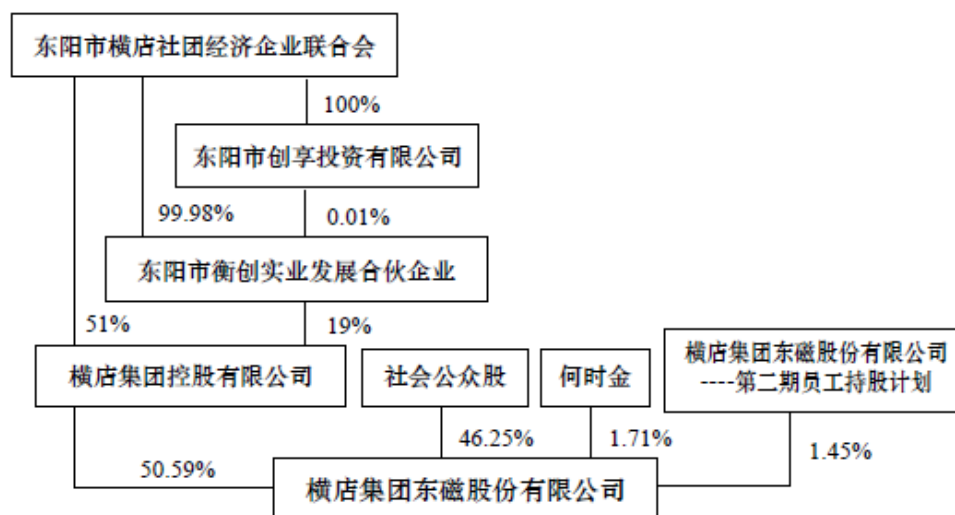 东阳市横店社团经济企业联合会
100%
东阳市创享投资有限公司
99.98%
0.01%
东阳市衡创实业发展合伙企业
51%
19%
横店集团控股有限公司
社会公众股
何时金
横店集团东磁股份有限公司
----第二期员工持股计划
50.59%
46.25%
1.71%
1.45%
横店集团东磁股份有限公司